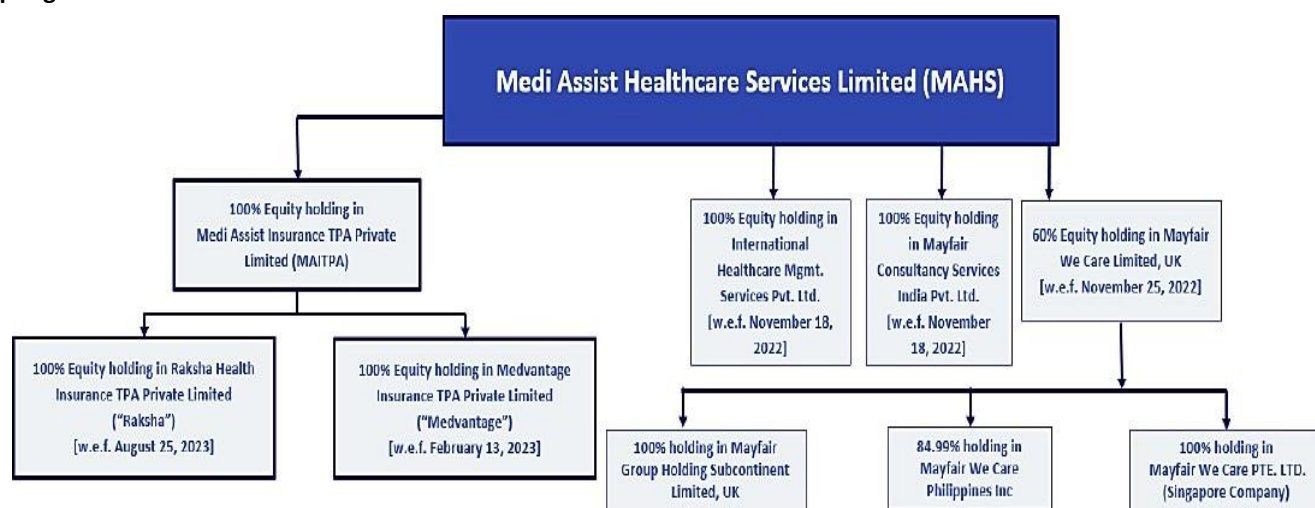 Medi Assist Healthcare Services Limited (MAHS)
100% Equity holding in
Medi Assist Insurance TPA Private
Limited (MAITPA)
100% Equity holding in
International
Healthcare Mgmt.
Services Pvt. Ltd.
[w.e.f. November 18,
2022]
100% Equity holding
in Mayfair
Consultancy Services
India Pvt. Ltd.
[w.e.f. November
18, 2022]
60% Equity holding in Mayfair
We Care Limited, UK
[w.e.f. November 25, 2022]
100% Equity holding in Raksha Health
Insurance TPA Private Limited
("Raksha")
[w.e.f. August 25, 2023]
100% Equity holding in Medvantage
Insurance TPA Private Limited
("Medvantage")
[w.e.f. February 13, 2023]
100% holding in Mayfair
Group Holding Subcontinent
Limited, UK
84.99% holding in
Mayfair We Care
Philippines Inc
100% holding in
Mayfair We Care PTE. LTD.
(Singapore Company)